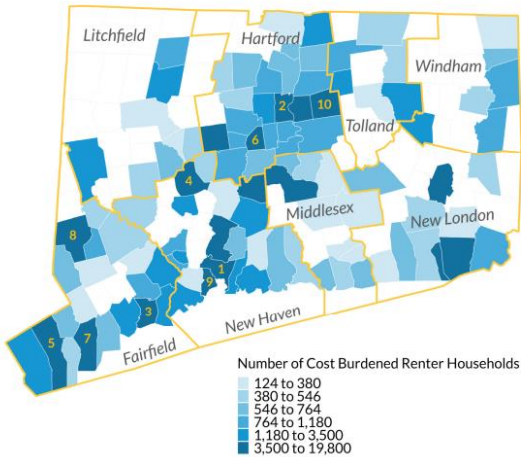 Litchfield
Hartford
Windham
2
10
6
Tolland
4
Middlesex
New London
8
1
9
3
5
7
New Haven
Fairfield
Number of Cost Burdened Renter Households
124 to 380
380 to 546
546 to 764
764 to 1,180
1,180 to 3,500
3,500 to 19,800